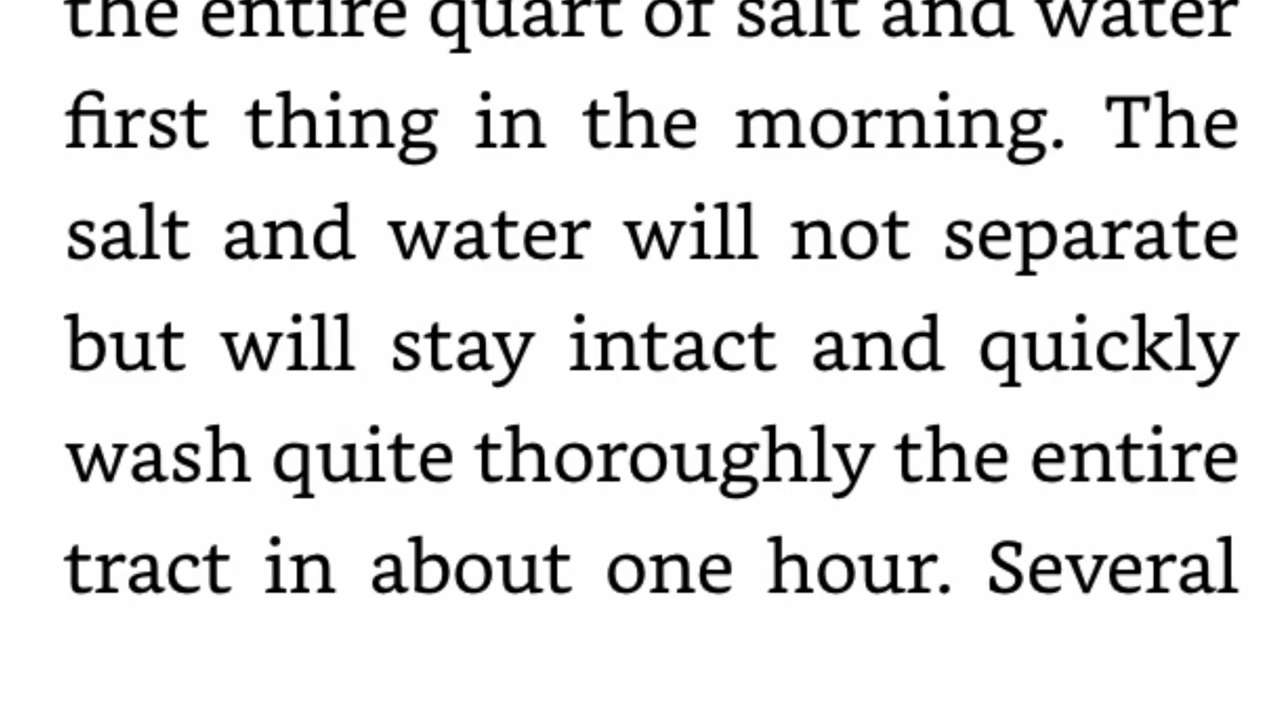 the entire quart of salt and water
first thing in the morning. The
salt and water will not separate
but will stay intact and quickly
wash quite thoroughly the entire
tract in about one hour. Several